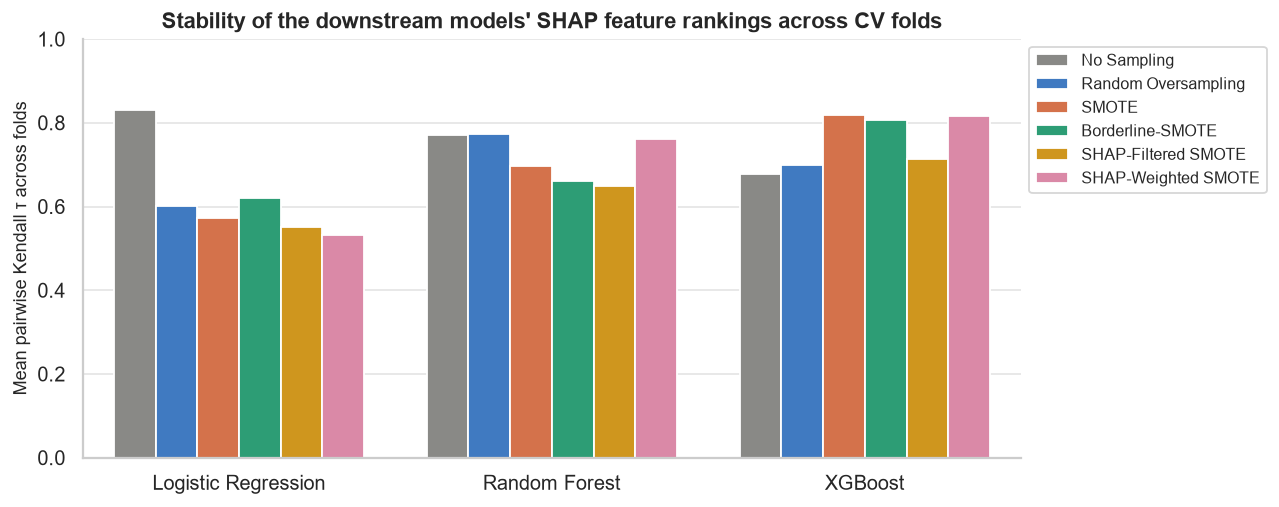 Stability of the downstream models' SHAP feature rankings across CV folds
Mean pairwise Kendall τ across folds
1.0
0.8
0.6
0.4
0.2
0.0
Logistic Regression
Random Forest
XGBoost
No Sampling
Random Oversampling
SMOTE
Borderline-SMOTE
SHAP-Filtered SMOTE
SHAP-Weighted SMOTE